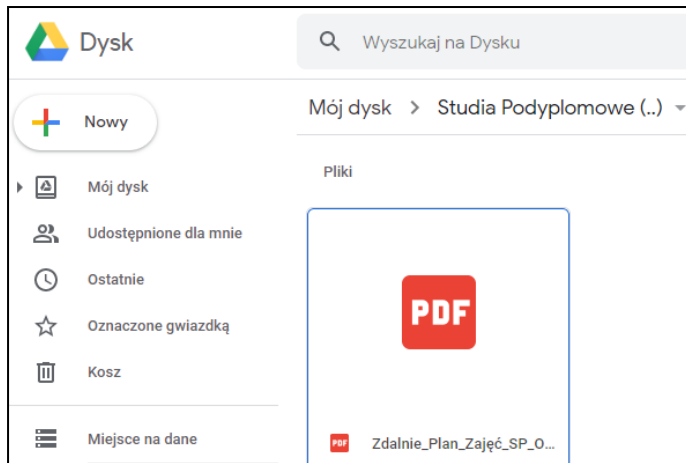 Dysk
Wyszukaj na Dysku
Nowy
Mój dysk > Studia Podyplomowe (..)
Mój dysk
Udostępnione dla mnie
Ostatnie
Oznaczone gwiazdką
Kosz
Miejsce na dane
Pliki
PDF
PDF Zdalnie_Plan_Zajęć_SP_O...